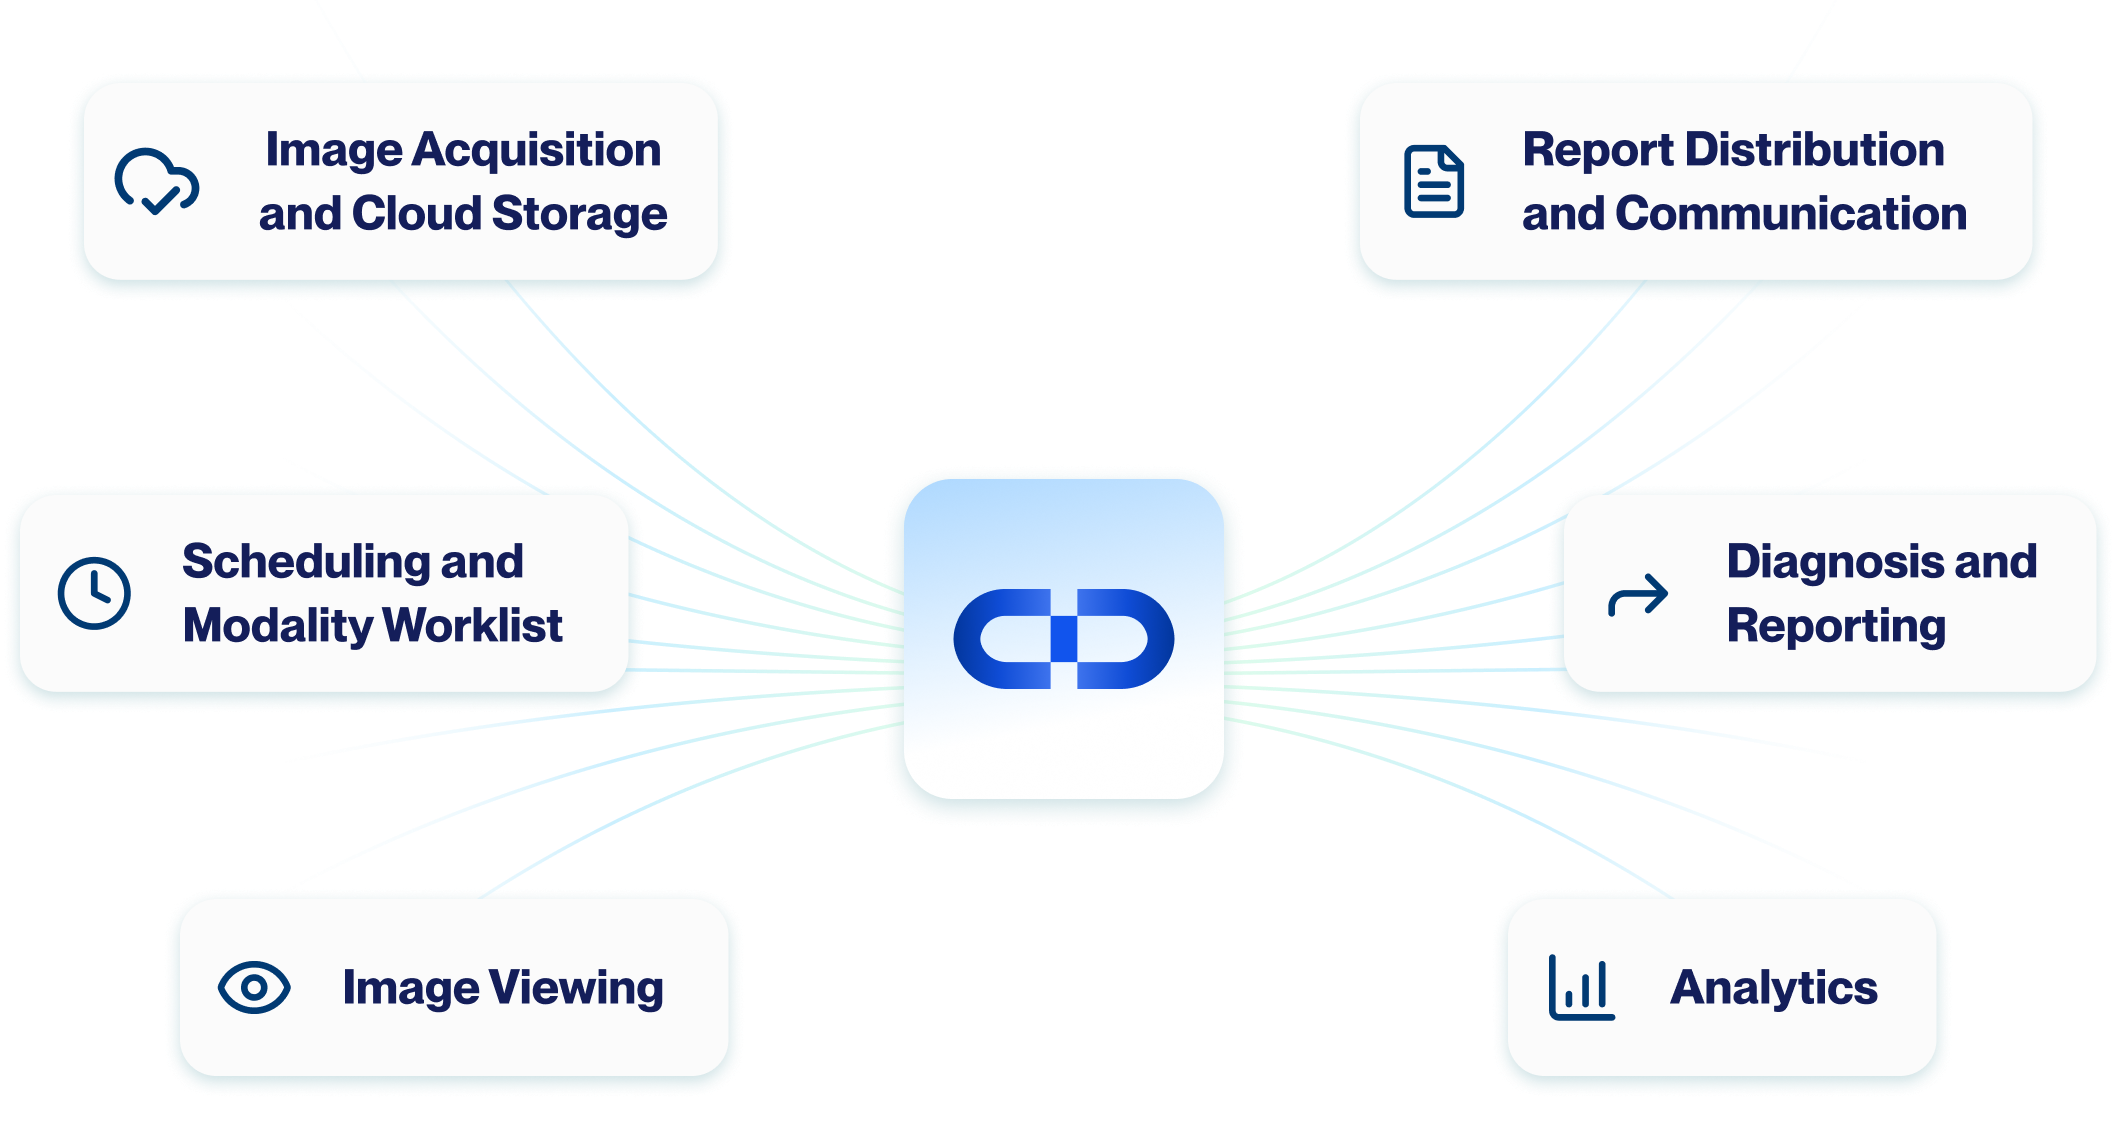 Image Acquisition
and Cloud Storage
Report Distribution
and Communication
Scheduling and
Modality Worklist
Diagnosis and
Reporting
Image Viewing
Analytics